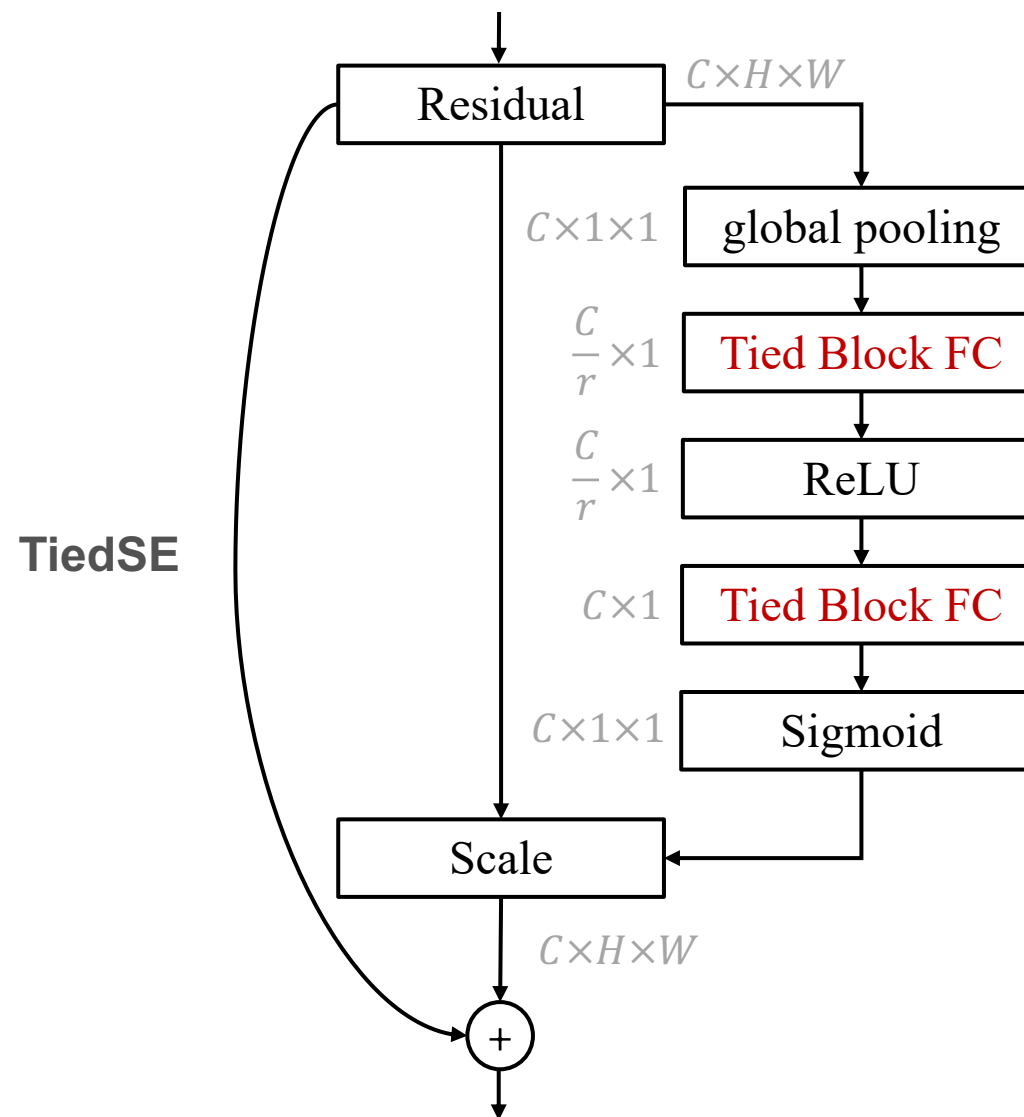 Residual
C×H×W
C×1×1
global pooling
C/r ×1
Tied Block FC
C/r ×1
ReLU
TiedSE
C×1
Tied Block FC
C×1×1
Sigmoid
Scale
C×H×W
+